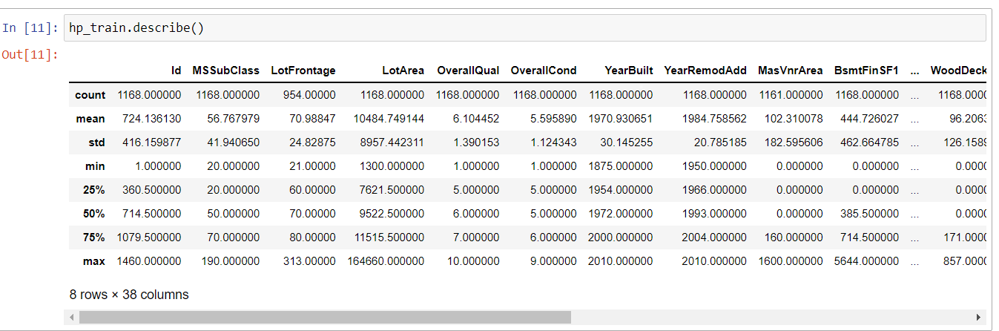 In [11]: hp_train.describe()
Out[11]:
Id MSSubClass LotFrontage LotArea OverallQual OverallCond YearBuilt YearRemodAdd MasVnrArea BsmtFinSF1 ... WoodDeck
count 1168.000000 1168.000000 954.00000 1168.000000 1168.000000 1168.000000 1168.000000 1168.000000 1161.000000 1168.000000 ... 1168.0000
mean 724.136130 56.767979 70.98847 10484.749144 6.104452 5.595890 1970.930651 1984.758562 102.310078 444.726027 ... 96.2063
std 416.159877 41.940650 24.82875 8957.442311 1.390153 1.124343 30.145255 20.785185 182.595606 462.664785 ... 126.1589
min 1.000000 20.000000 21.00000 1300.000000 1.000000 1.000000 1875.000000 1950.000000 0.000000 0.000000 ... 0.0000
25% 360.500000 20.000000 60.00000 7621.500000 5.000000 5.000000 1954.000000 1966.000000 0.000000 0.000000 ... 0.0000
50% 714.500000 50.000000 70.00000 9522.500000 6.000000 5.000000 1972.000000 1993.000000 0.000000 385.500000 ... 0.0000
75% 1079.500000 70.000000 80.00000 11515.500000 7.000000 6.000000 2000.000000 2004.000000 160.000000 714.500000 ... 171.0000
max 1460.000000 190.000000 313.00000 164660.000000 10.000000 9.000000 2010.000000 2010.000000 1600.000000 5644.000000 ... 857.0000
8 rows × 38 columns